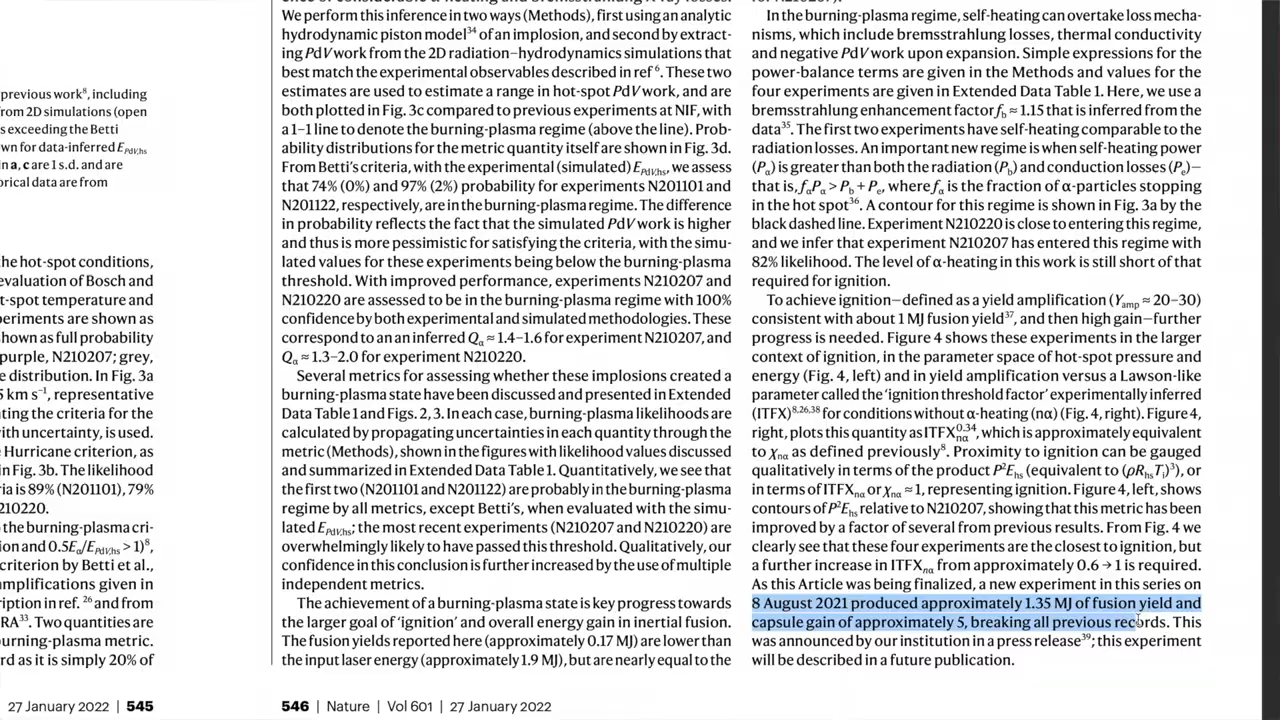 previous work⁸, including
from 2D simulations (open
s exceeding the Betti
wn for data-inferred E_PdV,hs
in a, c are 1 s.d. and are
orical data are from
the hot-spot conditions,
evaluation of Bosch and
t-spot temperature and
periments are shown as
shown as full probability
purple, N210207; grey,
e distribution. In Fig. 3a
5 km s⁻¹, representative
ating the criteria for the
with uncertainty, is used.
Hurricane criterion, as
in Fig. 3b. The likelihood
ria is 89% (N201101), 79%
210220.
the burning-plasma cri-
ion and 0.5Eα/E_PdV,hs > 1)⁸,
criterion by Betti et al.,
amplifications given in
ription in ref. ²⁶ and from
RA³³. Two quantities are
burning-plasma metric.
rd as it is simply 20% of
27 January 2022 | 545
We perform this inference in two ways (Methods), first using an analytic
hydrodynamic piston model³⁴ of an implosion, and second by extract-
ing PdV work from the 2D radiation–hydrodynamics simulations that
best match the experimental observables described in ref ⁶. These two
estimates are used to estimate a range in hot-spot PdV work, and are
both plotted in Fig. 3c compared to previous experiments at NIF, with
a 1–1 line to denote the burning-plasma regime (above the line). Prob-
ability distributions for the metric quantity itself are shown in Fig. 3d.
From Betti's criteria, with the experimental (simulated) E_PdV,hs, we assess
that 74% (0%) and 97% (2%) probability for experiments N201101 and
N201122, respectively, are in the burning-plasma regime. The difference
in probability reflects the fact that the simulated PdV work is higher
and thus is more pessimistic for satisfying the criteria, with the simu-
lated values for these experiments being below the burning-plasma
threshold. With improved performance, experiments N210207 and
N210220 are assessed to be in the burning-plasma regime with 100%
confidence by both experimental and simulated methodologies. These
correspond to an an inferred Qα ≈ 1.4–1.6 for experiment N210207, and
Qα ≈ 1.3–2.0 for experiment N210220.
Several metrics for assessing whether these implosions created a
burning-plasma state have been discussed and presented in Extended
Data Table 1 and Figs. 2, 3. In each case, burning-plasma likelihoods are
calculated by propagating uncertainties in each quantity through the
metric (Methods), shown in the figures with likelihood values discussed
and summarized in Extended Data Table 1. Quantitatively, we see that
the first two (N201101 and N201122) are probably in the burning-plasma
regime by all metrics, except Betti's, when evaluated with the simu-
lated E_PdV,hs; the most recent experiments (N210207 and N210220) are
overwhelmingly likely to have passed this threshold. Qualitatively, our
confidence in this conclusion is further increased by the use of multiple
independent metrics.
The achievement of a burning-plasma state is key progress towards
the larger goal of 'ignition' and overall energy gain in inertial fusion.
The fusion yields reported here (approximately 0.17 MJ) are lower than
the input laser energy (approximately 1.9 MJ), but are nearly equal to the
546 | Nature | Vol 601 | 27 January 2022
In the burning-plasma regime, self-heating can overtake loss mecha-
nisms, which include bremsstrahlung losses, thermal conductivity
and negative PdV work upon expansion. Simple expressions for the
power-balance terms are given in the Methods and values for the
four experiments are given in Extended Data Table 1. Here, we use a
bremsstrahlung enhancement factor f_b ≈ 1.15 that is inferred from the
data³⁵. The first two experiments have self-heating comparable to the
radiation losses. An important new regime is when self-heating power
(Pα) is greater than both the radiation (P_b) and conduction losses (P_e)–
that is, fαPα > P_b + P_e, where fα is the fraction of α-particles stopping
in the hot spot³⁶. A contour for this regime is shown in Fig. 3a by the
black dashed line. Experiment N210220 is close to entering this regime,
and we infer that experiment N210207 has entered this regime with
82% likelihood. The level of α-heating in this work is still short of that
required for ignition.
To achieve ignition—defined as a yield amplification (Y_amp ≈ 20–30)
consistent with about 1 MJ fusion yield³⁷, and then high gain—further
progress is needed. Figure 4 shows these experiments in the larger
context of ignition, in the parameter space of hot-spot pressure and
energy (Fig. 4, left) and in yield amplification versus a Lawson-like
parameter called the 'ignition threshold factor' experimentally inferred
(ITFX)⁸,²⁶,³⁸ for conditions without α-heating (nα) (Fig. 4, right). Figure 4,
right, plots this quantity as ITFX_nα^0.34, which is approximately equivalent
to χ_nα as defined previously⁸. Proximity to ignition can be gauged
qualitatively in terms of the product P²E_hs (equivalent to (ρR_hsT_i)³), or
in terms of ITFX_nα or χ_nα ≈ 1, representing ignition. Figure 4, left, shows
contours of P²E_hs relative to N210207, showing that this metric has been
improved by a factor of several from previous results. From Fig. 4 we
clearly see that these four experiments are the closest to ignition, but
a further increase in ITFX_nα from approximately 0.6 → 1 is required.
As this Article was being finalized, a new experiment in this series on
8 August 2021 produced approximately 1.35 MJ of fusion yield and
capsule gain of approximately 5, breaking all previous records. This
was announced by our institution in a press release³⁹; this experiment
will be described in a future publication.